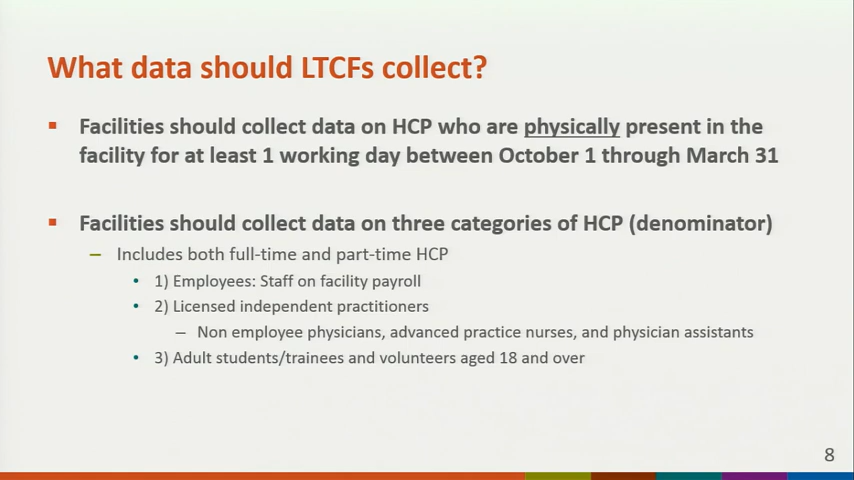 What data should LTCFs collect?
Facilities should collect data on HCP who are physically present in the
facility for at least 1 working day between October 1 through March 31
Facilities should collect data on three categories of HCP (denominator)
– Includes both full-time and part-time HCP
• 1) Employees: Staff on facility payroll
• 2) Licensed independent practitioners
– Non employee physicians, advanced practice nurses, and physician assistants
• 3) Adult students/trainees and volunteers aged 18 and over
8